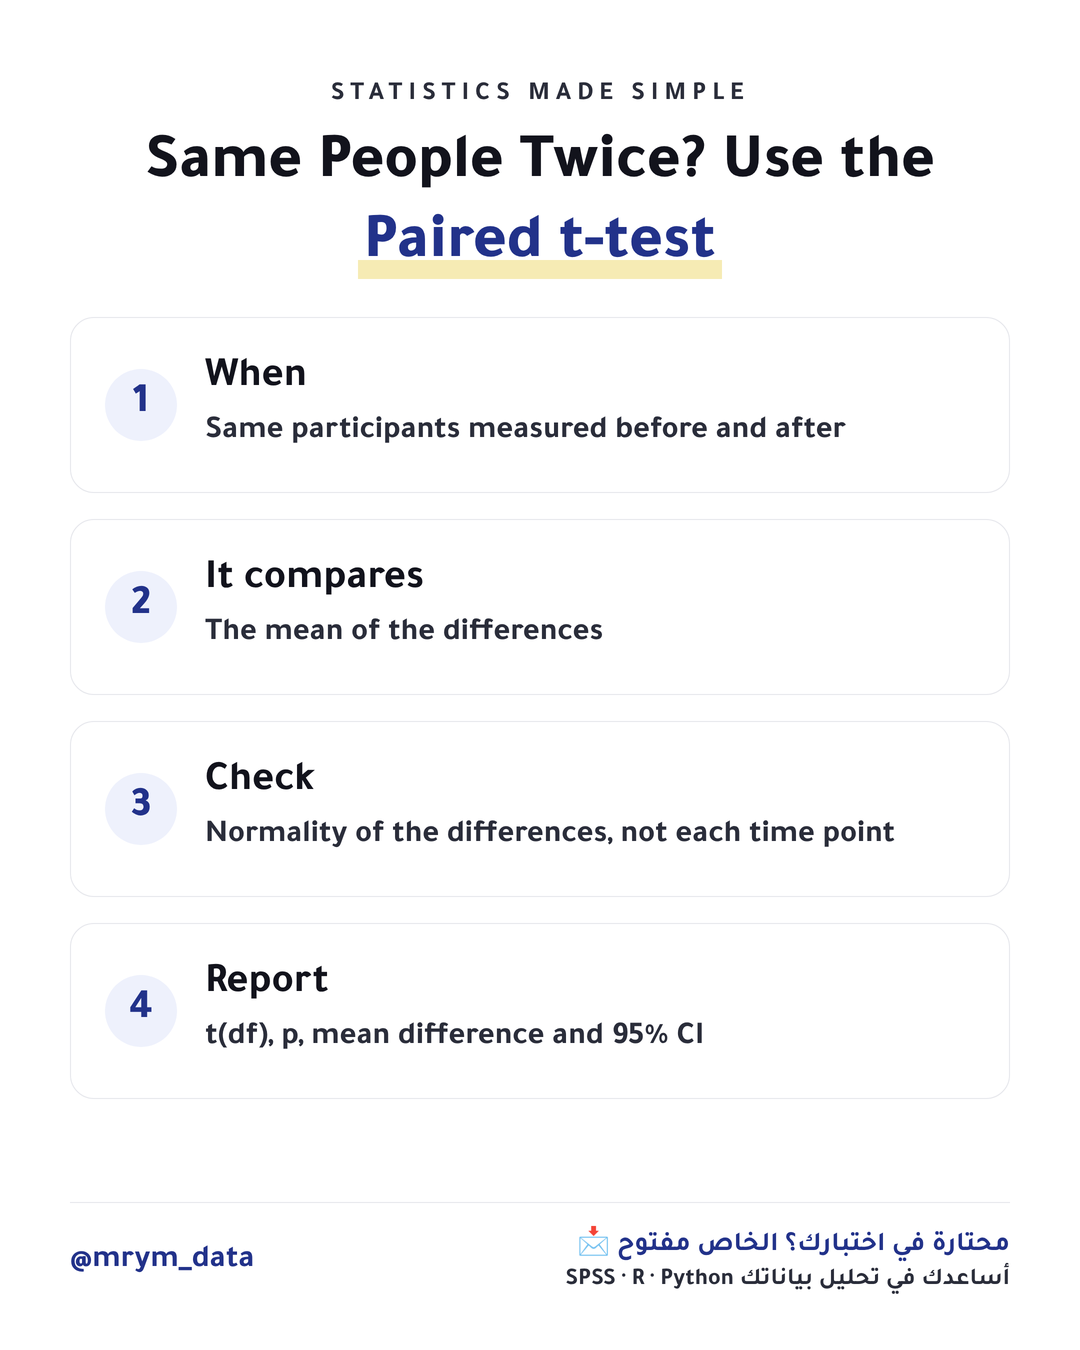 STATISTICS MADE SIMPLE
Same People Twice? Use the
Paired t-test
1
When
Same participants measured before and after
2
It compares
The mean of the differences
3
Check
Normality of the differences, not each time point
4
Report
t(df), p, mean difference and 95% CI
@mrym_data
محتارة في اختبارك؟ الخاص مفتوح 📩
أساعدك في تحليل بياناتك SPSS · R · Python